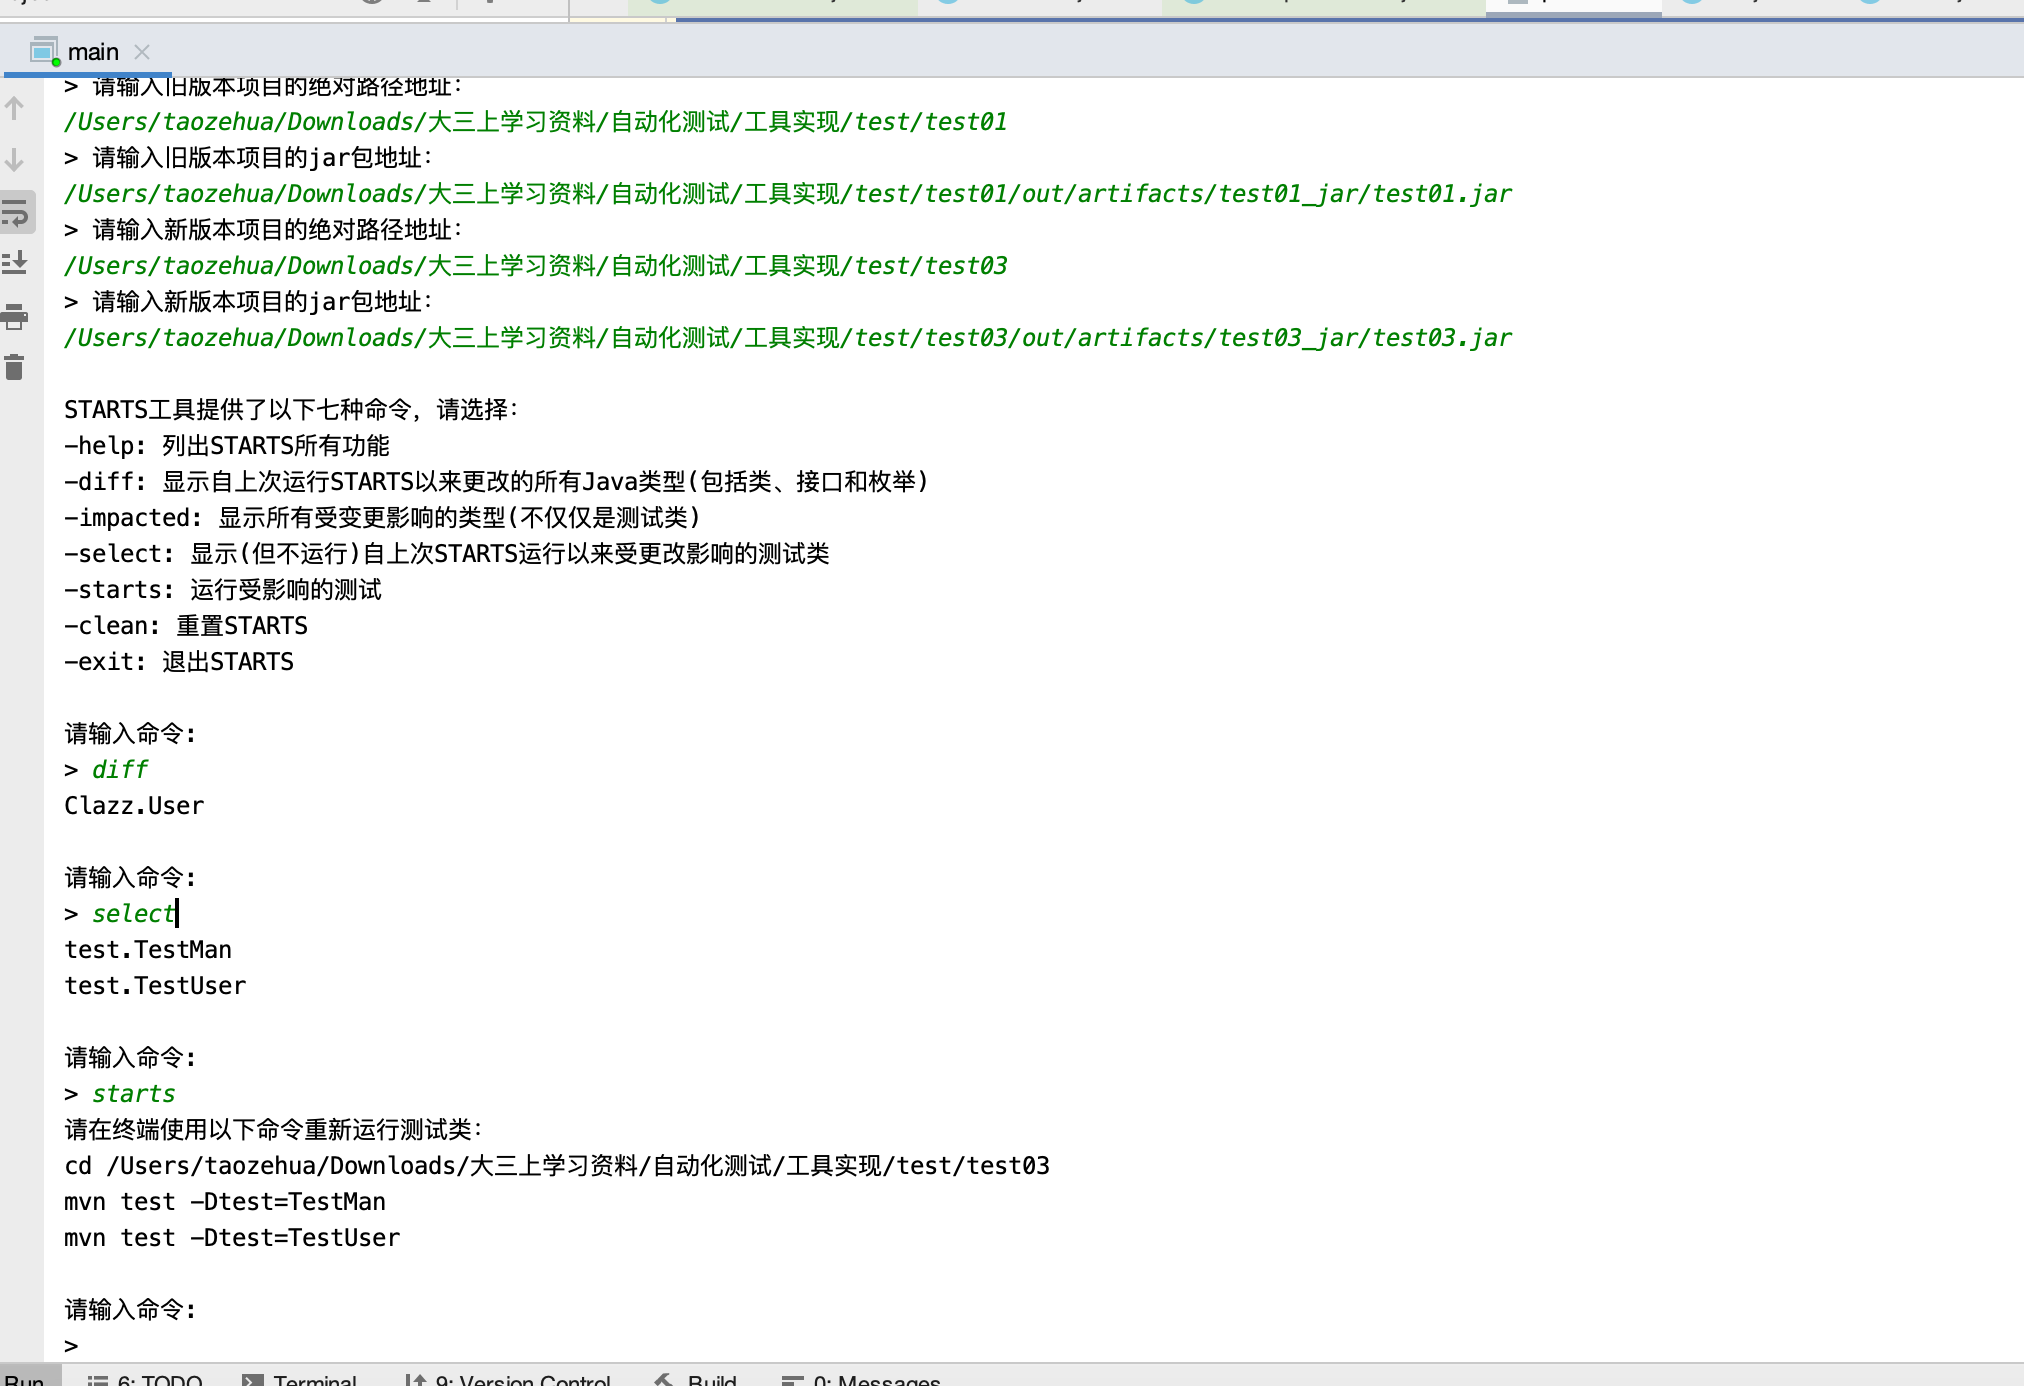 main
> 请输入旧版本项目的绝对路径地址：
/Users/taozehua/Downloads/大三上学习资料/自动化测试/工具实现/test/test01
> 请输入旧版本项目的jar包地址：
/Users/taozehua/Downloads/大三上学习资料/自动化测试/工具实现/test/test01/out/artifacts/test01_jar/test01.jar
> 请输入新版本项目的绝对路径地址：
/Users/taozehua/Downloads/大三上学习资料/自动化测试/工具实现/test/test03
> 请输入新版本项目的jar包地址：
/Users/taozehua/Downloads/大三上学习资料/自动化测试/工具实现/test/test03/out/artifacts/test03_jar/test03.jar
STARTS工具提供了以下七种命令，请选择：
-help: 列出STARTS所有功能
-diff: 显示自上次运行STARTS以来更改的所有Java类型(包括类、接口和枚举)
-impacted: 显示所有受变更影响的类型(不仅仅是测试类)
-select: 显示(但不运行)自上次STARTS运行以来受更改影响的测试类
-starts: 运行受影响的测试
-clean: 重置STARTS
-exit: 退出STARTS
请输入命令:
> diff
Clazz.User
请输入命令:
> select
test.TestMan
test.TestUser
请输入命令:
> starts
请在终端使用以下命令重新运行测试类：
cd /Users/taozehua/Downloads/大三上学习资料/自动化测试/工具实现/test/test03
mvn test -Dtest=TestMan
mvn test -Dtest=TestUser
请输入命令:
>
Run 6: TODO Terminal 9: Version Control Build 0: Messages